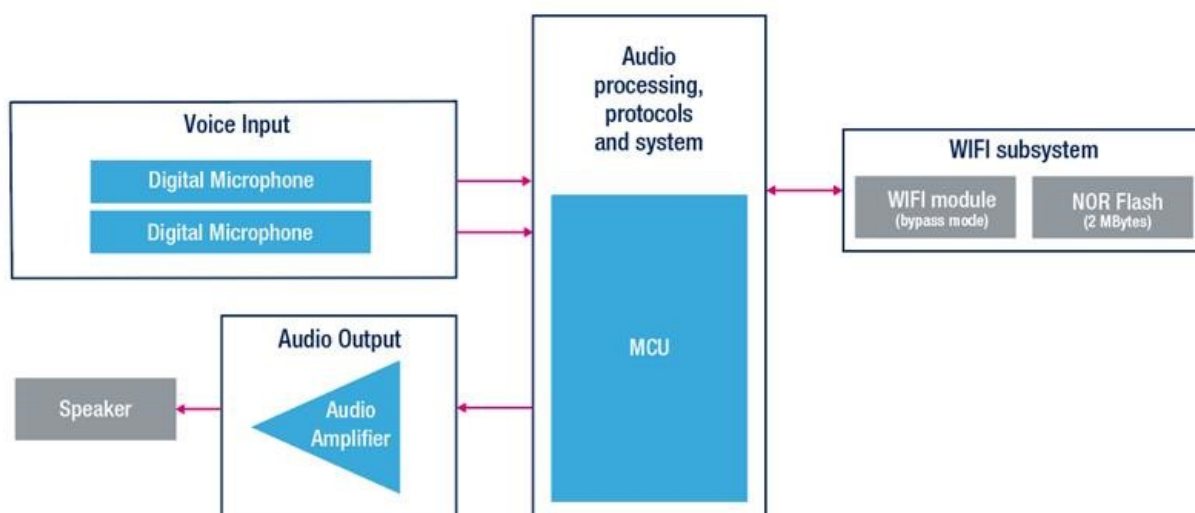 Voice Input
Digital Microphone
Digital Microphone
Audio Output
Audio
Amplifier
Speaker
Audio
processing,
protocols
and system
MCU
WIFI subsystem
WIFI module
(bypass mode)
NOR Flash
(2 MBytes)